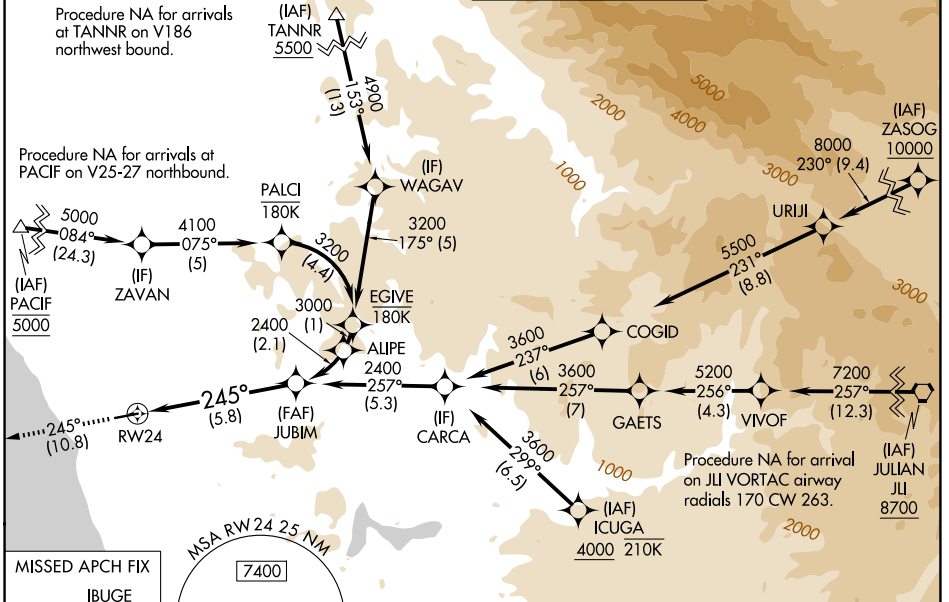 Procedure NA for arrivals
at TANNR on V186
northwest bound.
(IAF)
TANNR
5500
4900
153°
(13)
5000
4000
2000
1000
3000
3000
1000
2000
(IAF)
ZASOG
10000
8000
230° (9.4)
URIJI
5500
231°
(8.8)
Procedure NA for arrivals at
PACIF on V25-27 northbound.
(IF)
WAGAV
3200
175° (5)
PALCI
180K
5000
084°
(24.3)
4100
075°
(5)
3200
(4.4)
(IF)
ZAVAN
(IAF)
PACIF
5000
EGIVE
180K
3000
(1)
2400
(2.1)
ALIPE
COGID
3600
237°
(6)
2400
257°
(5.3)
3600
257°
(7)
5200
256°
(4.3)
7200
257°
(12.3)
245°
(5.8)
(FAF)
JUBIM
(IF)
CARCA
GAETS
VIVOF
(IAF)
JULIAN
JLI
8700
245°
(10.8)
RW24
3600
299°
(6.5)
Procedure NA for arrival
on JLI VORTAC airway
radials 170 CW 263.
(IAF)
ICUGA
4000 210K
MSA RW24 25 NM
7400
MISSED APCH FIX
IBUGE